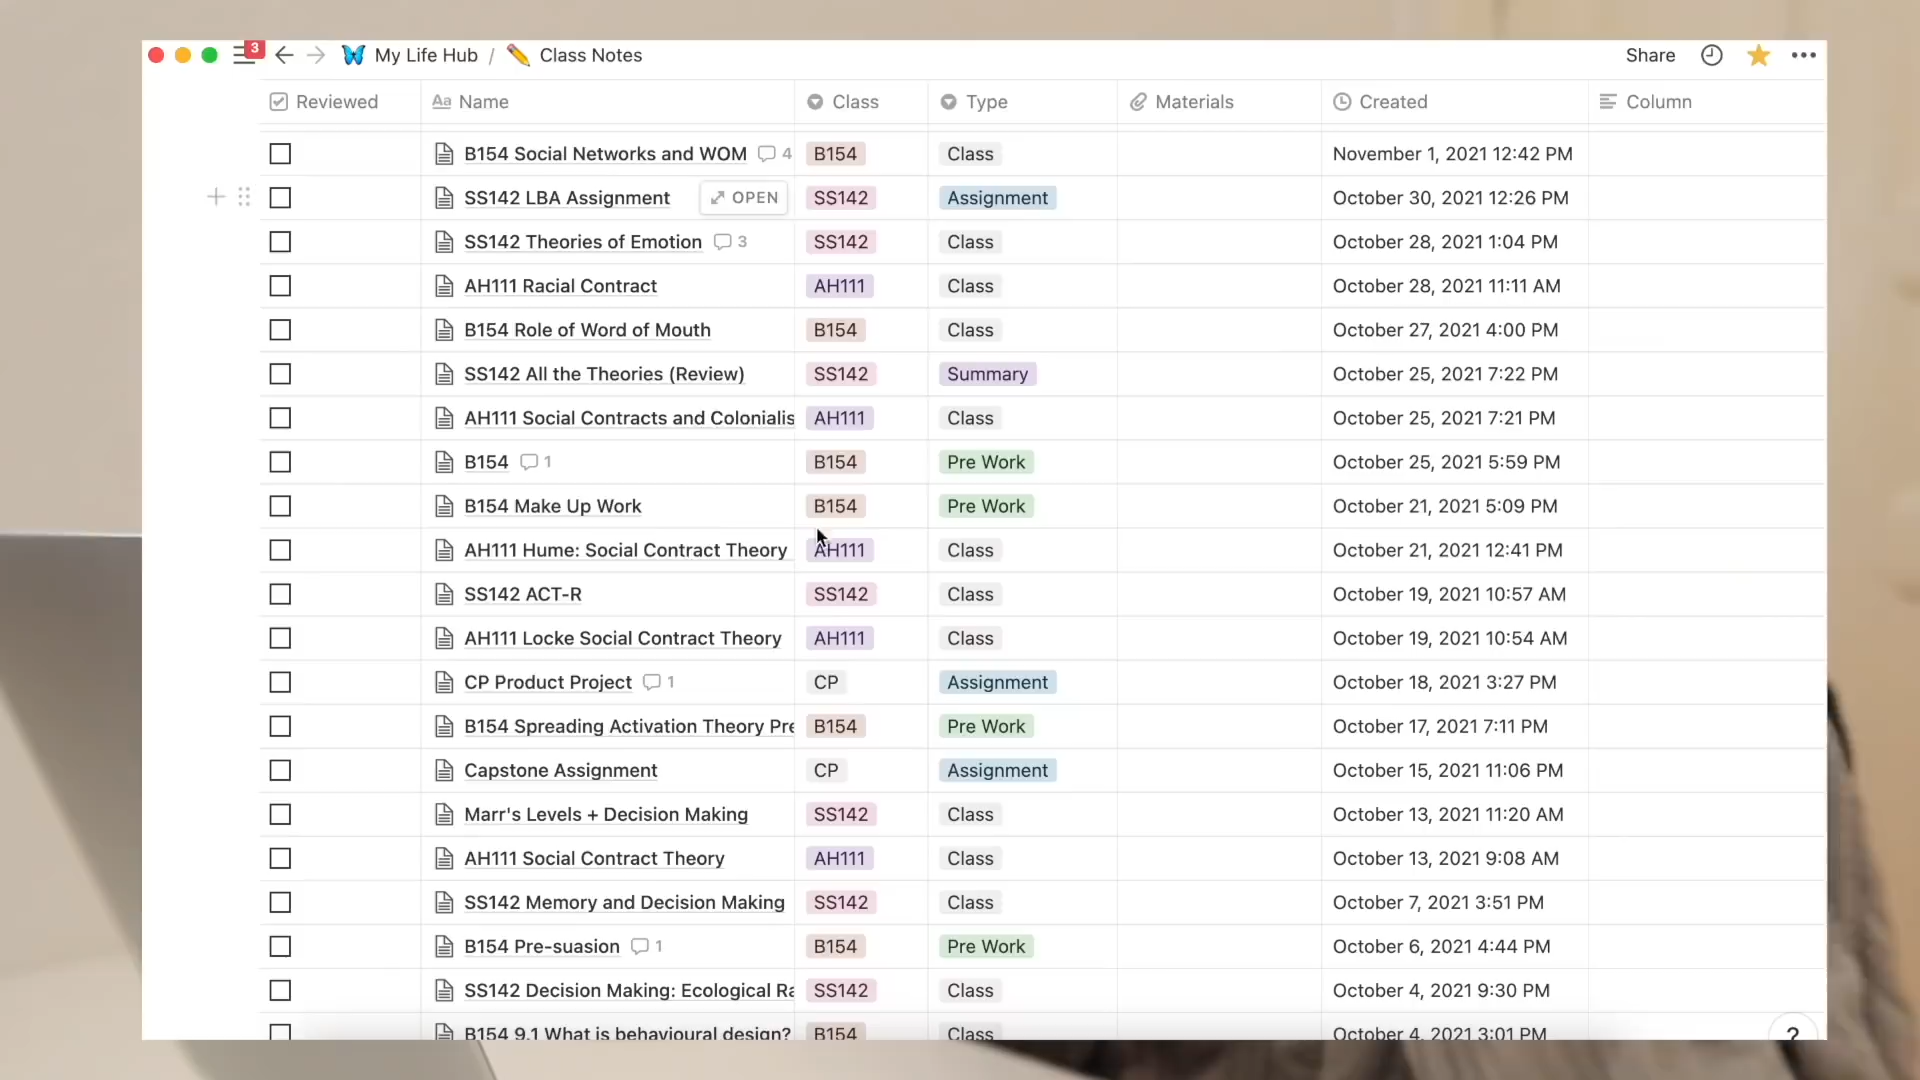 3 My Life Hub / Class Notes Share
Reviewed Aa Name Class Type Materials Created Column
B154 Social Networks and WOM 4 B154 Class November 1, 2021 12:42 PM
SS142 LBA Assignment OPEN SS142 Assignment October 30, 2021 12:26 PM
SS142 Theories of Emotion 3 SS142 Class October 28, 2021 1:04 PM
AH111 Racial Contract AH111 Class October 28, 2021 11:11 AM
B154 Role of Word of Mouth B154 Class October 27, 2021 4:00 PM
SS142 All the Theories (Review) SS142 Summary October 25, 2021 7:22 PM
AH111 Social Contracts and Colonialis AH111 Class October 25, 2021 7:21 PM
B154 1 B154 Pre Work October 25, 2021 5:59 PM
B154 Make Up Work B154 Pre Work October 21, 2021 5:09 PM
AH111 Hume: Social Contract Theory AH111 Class October 21, 2021 12:41 PM
SS142 ACT-R SS142 Class October 19, 2021 10:57 AM
AH111 Locke Social Contract Theory AH111 Class October 19, 2021 10:54 AM
CP Product Project 1 CP Assignment October 18, 2021 3:27 PM
B154 Spreading Activation Theory Pre B154 Pre Work October 17, 2021 7:11 PM
Capstone Assignment CP Assignment October 15, 2021 11:06 PM
Marr's Levels + Decision Making SS142 Class October 13, 2021 11:20 AM
AH111 Social Contract Theory AH111 Class October 13, 2021 9:08 AM
SS142 Memory and Decision Making SS142 Class October 7, 2021 3:51 PM
B154 Pre-suasion 1 B154 Pre Work October 6, 2021 4:44 PM
SS142 Decision Making: Ecological Ra SS142 Class October 4, 2021 9:30 PM
B154 9.1 What is behavioural design? B154 Class October 4, 2021 3:01 PM ?